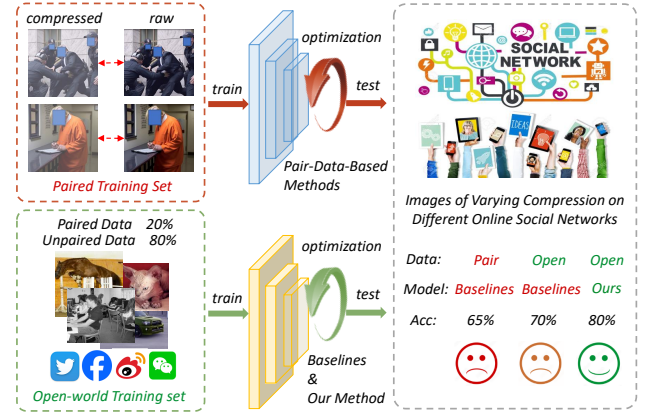 compressed raw
Paired Training Set
train
optimization
test
Pair-Data-Based
Methods
SOCIAL
NETWORK
IDEAS
Images of Varying Compression on
Different Online Social Networks
Paired Data 20%
Unpaired Data 80%
Open-world Training set
train
optimization
test
Baselines
&
Our Method
Data: Pair Open Open
Model: Baselines Baselines Ours
Acc: 65% 70% 80%